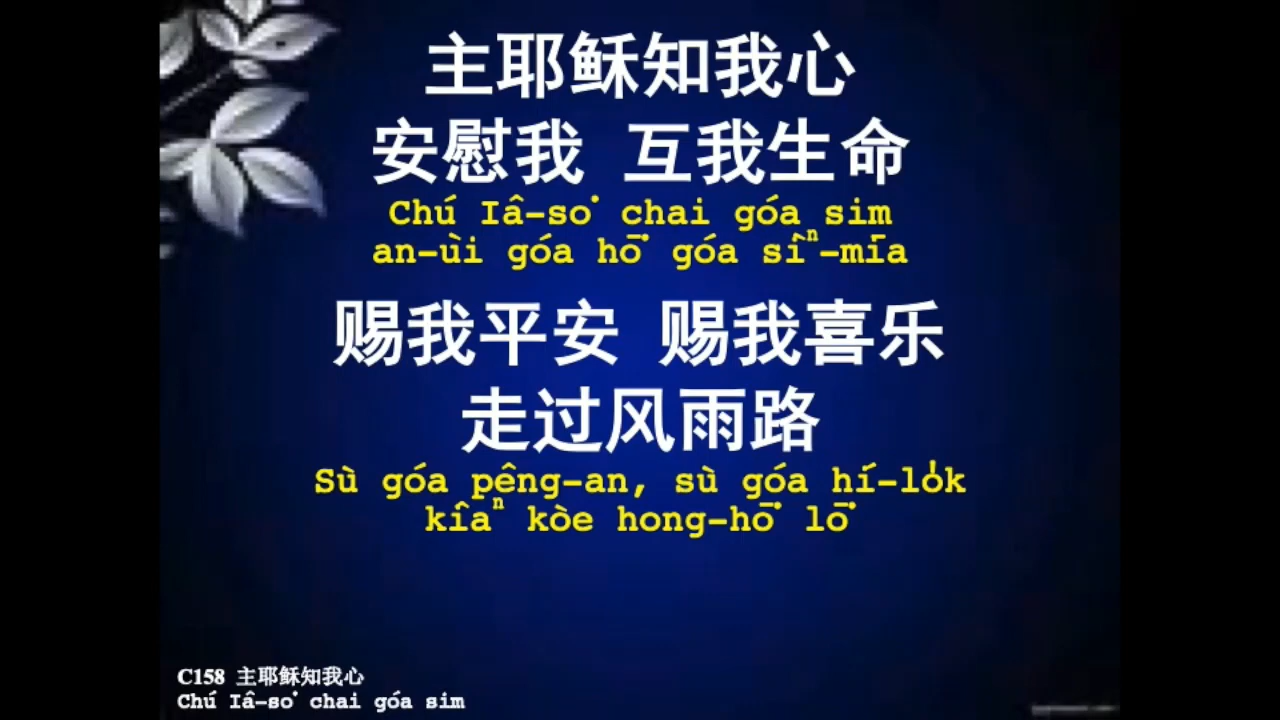 主耶稣知我心
安慰我 互我生命
Chú Iâ-so͘ chai góa sim
an-ùi góa hō͘ góa sîⁿ-mía
赐我平安 赐我喜乐
走过风雨路
Sù góa pêng-an, sù góa hí-lo̍k
kîaⁿ kòe hong-hō͘ lō͘
C158 主耶稣知我心
Chú Iâ-so͘ chai góa sim